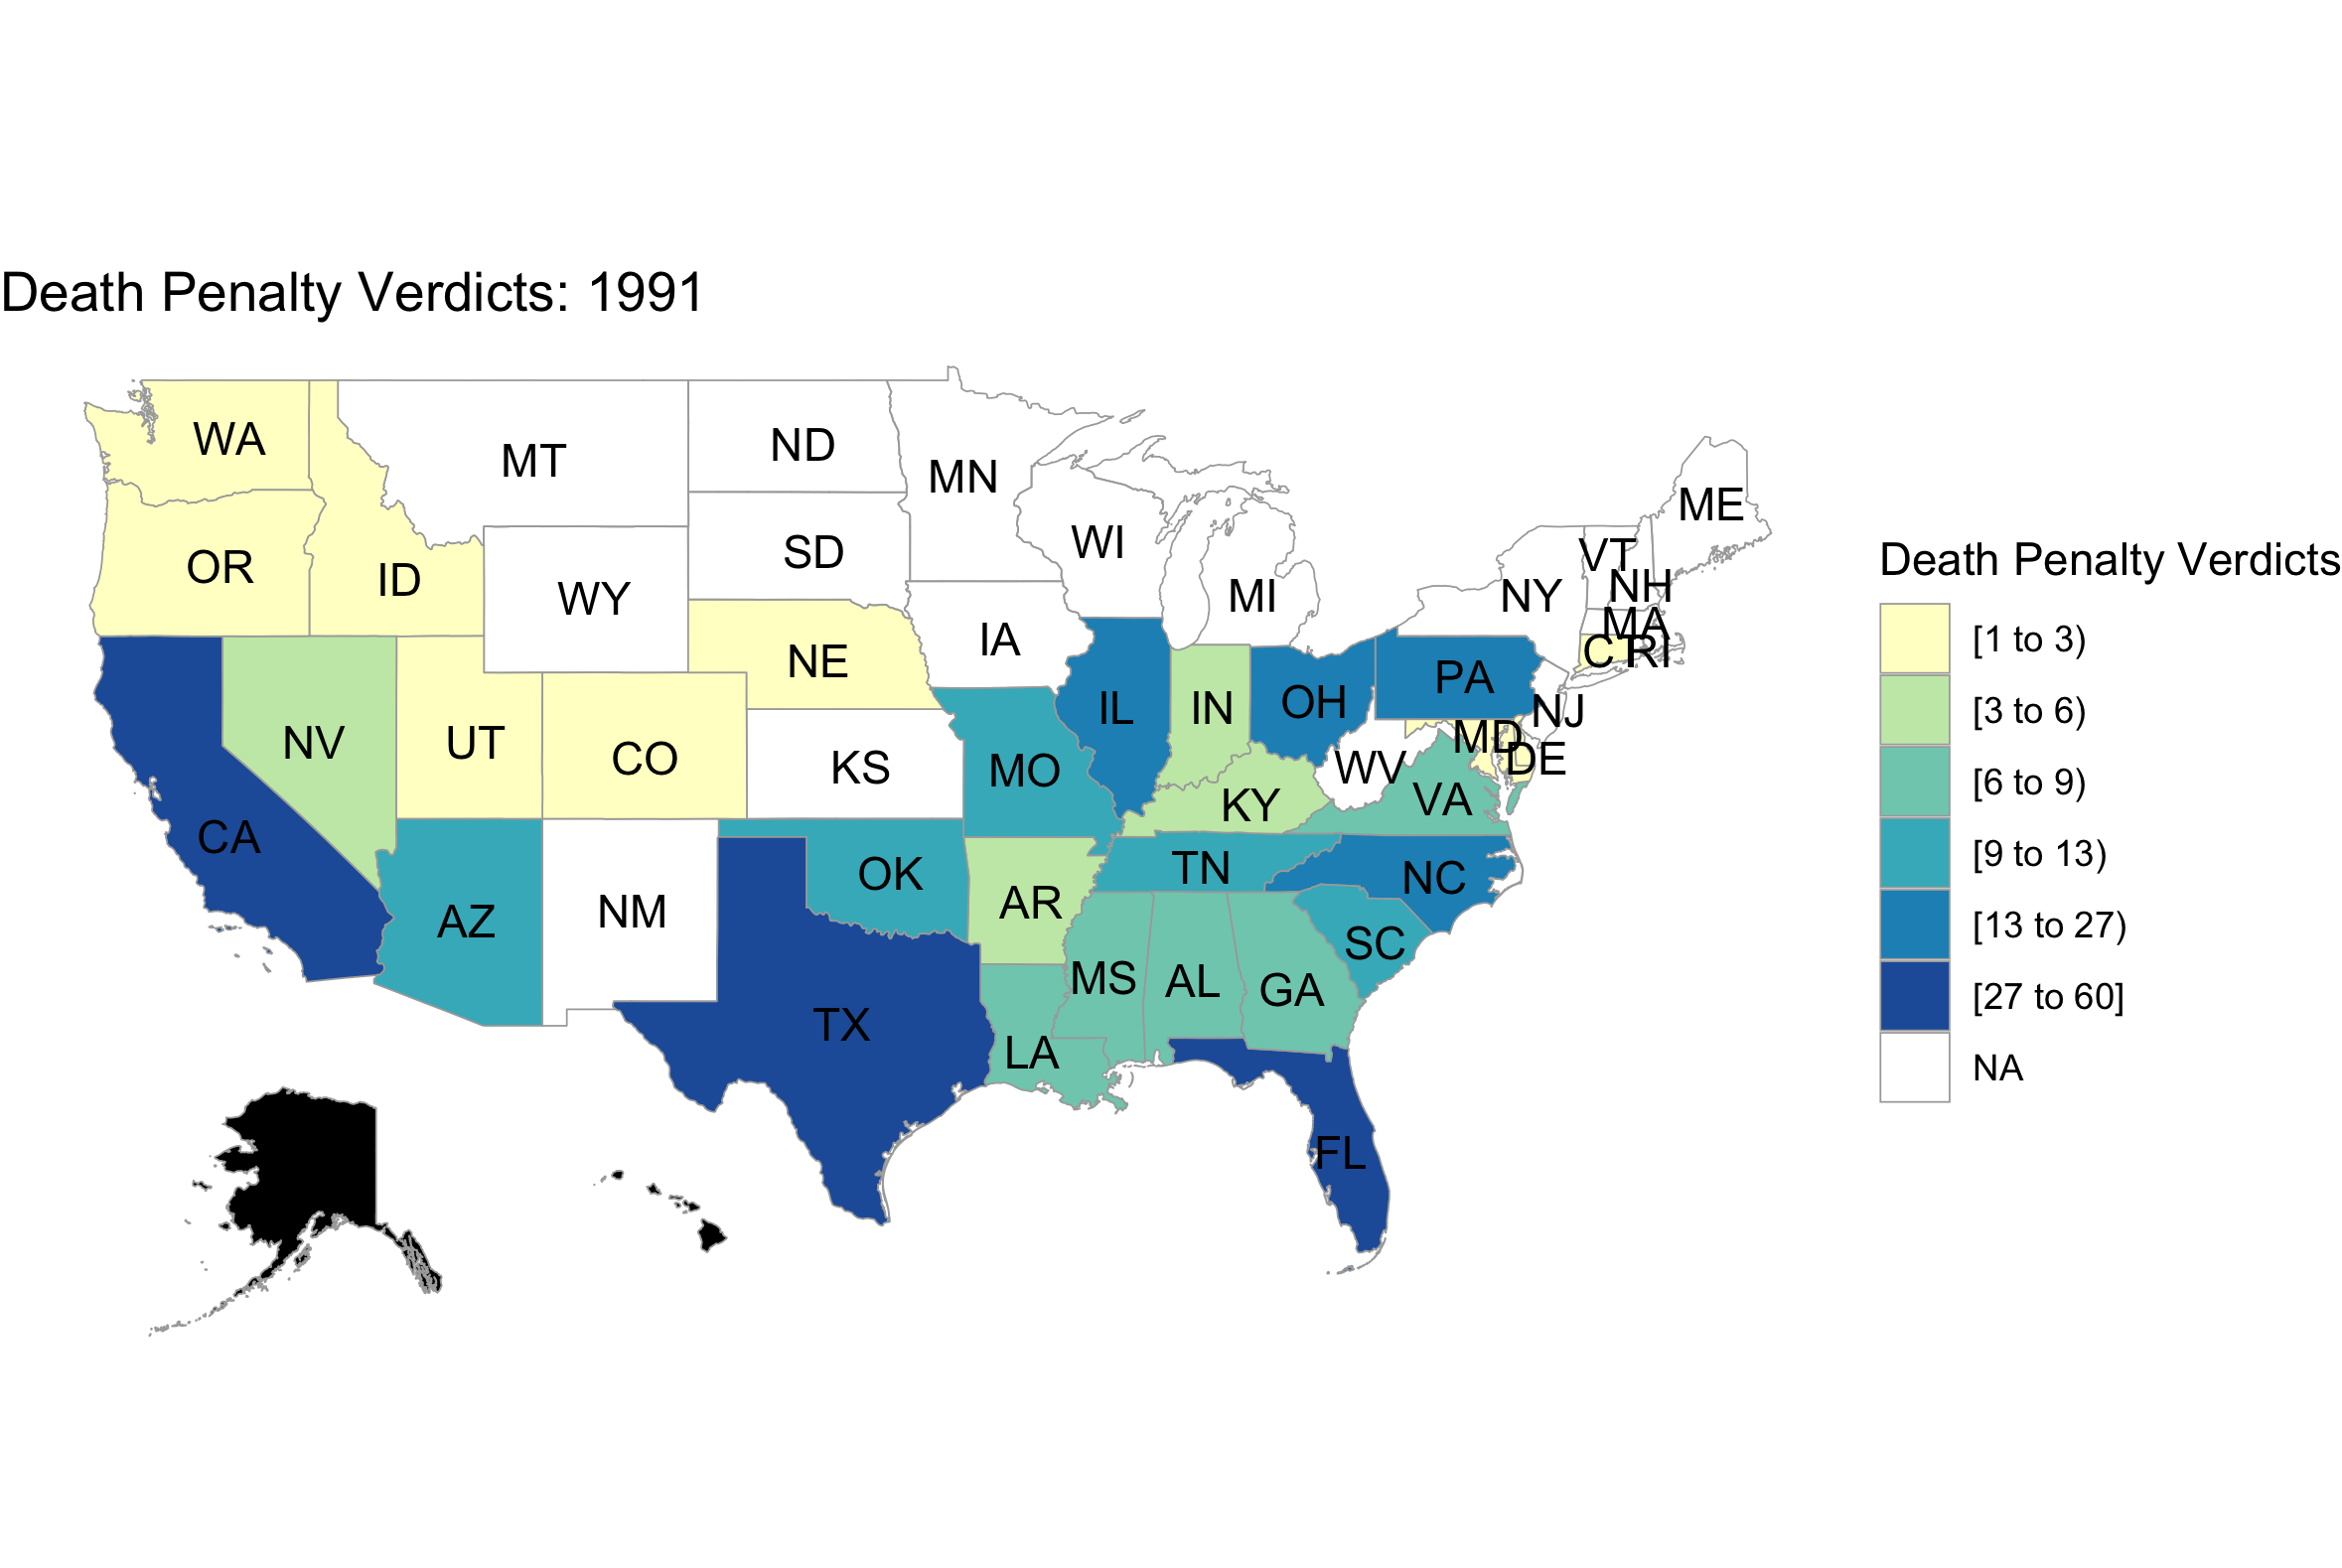 Death Penalty Verdicts: 1991
WA
MT
ND
MN
ME
OR
ID
WY
SD
WI
MI
NY
VT
NH
MA
CT
RI
NE
IA
IL
IN
OH
PA
NJ
NV
UT
CO
KS
MO
KY
WV
MD
DE
VA
CA
AZ
NM
OK
AR
TN
NC
SC
TX
LA
MS
AL
GA
FL
Death Penalty Verdicts
[1 to 3)
[3 to 6)
[6 to 9)
[9 to 13)
[13 to 27)
[27 to 60]
NA